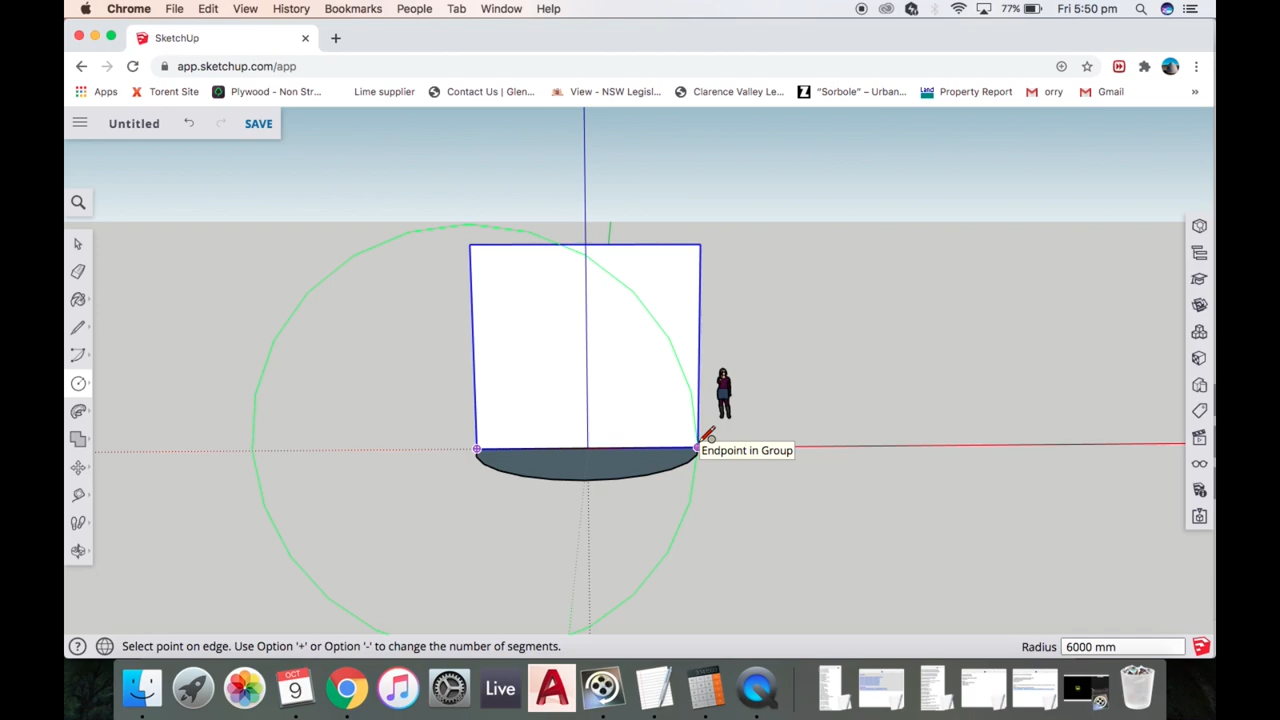 Chrome File Edit View History Bookmarks People Tab Window Help 77% Fri 5:50 pm
SketchUp
app.sketchup.com/app
Apps Torent Site Plywood - Non Str... Lime supplier Contact Us | Glen... View - NSW Legisl... Clarence Valley Le... “Sorbole” – Urban... Property Report orry Gmail »
Untitled SAVE
Endpoint in Group
Select point on edge. Use Option '+' or Option '-' to change the number of segments. Radius 6000 mm
OCT
9
Live